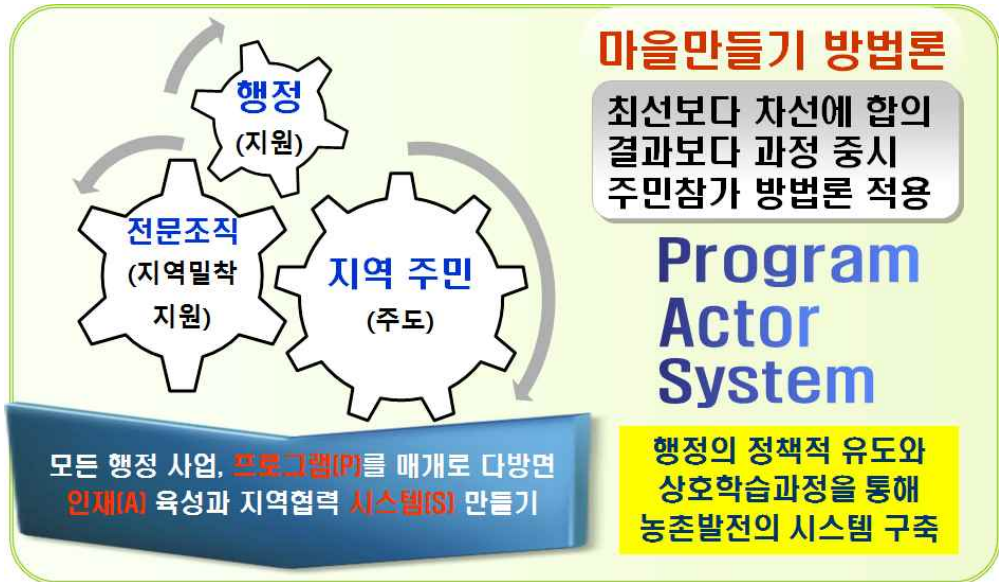 마을만들기 방법론
최선보다 차선에 합의
결과보다 과정 중시
주민참가 방법론 적용
행정
(지원)
전문조직
(지역밀착
지원)
지역 주민
(주도)
Program
Actor
System
모든 행정 사업, 프로그램(P)를 매개로 다방면
인재(A) 육성과 지역협력 시스템(S) 만들기
행정의 정책적 유도와
상호학습과정을 통해
농촌발전의 시스템 구축